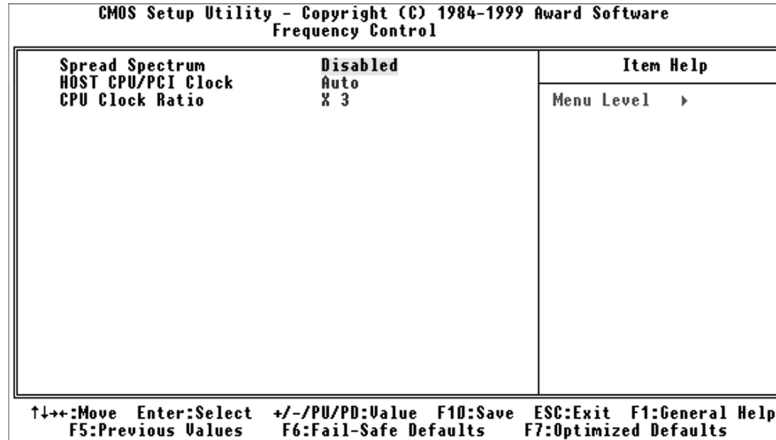 CMOS Setup Utility - Copyright (C) 1984-1999 Award Software
Frequency Control
Spread Spectrum Disabled
HOST CPU/PCI Clock Auto
CPU Clock Ratio X 3
Item Help
Menu Level ▸
↑↓→←:Move Enter:Select +/-/PU/PD:Value F10:Save ESC:Exit F1:General Help
F5:Previous Values F6:Fail-Safe Defaults F7:Optimized Defaults